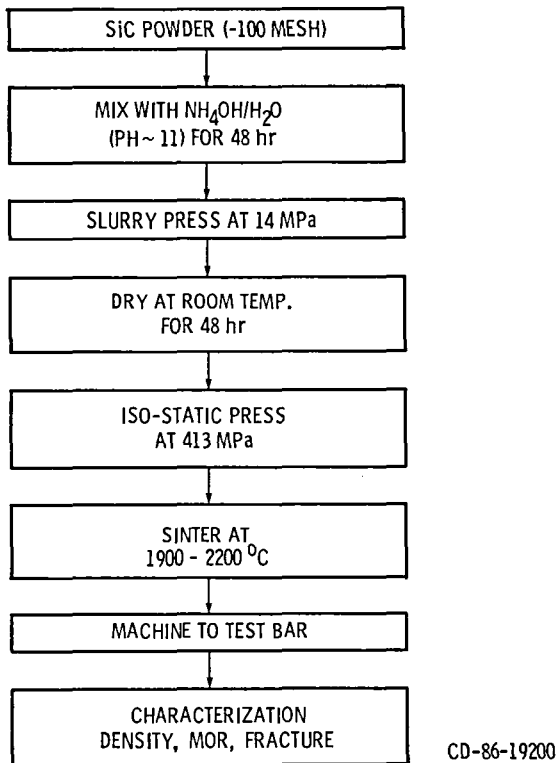 SiC POWDER (-100 MESH)
MIX WITH NH₄OH/H₂O
(PH ~ 11) FOR 48 hr
SLURRY PRESS AT 14 MPa
DRY AT ROOM TEMP.
FOR 48 hr
ISO-STATIC PRESS
AT 413 MPa
SINTER AT
1900 - 2200 °C
MACHINE TO TEST BAR
CHARACTERIZATION
DENSITY, MOR, FRACTURE
CD-86-19200